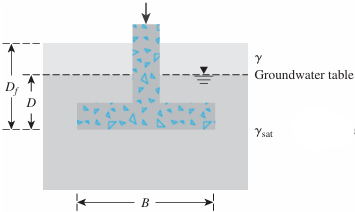 γ
Groundwater table
D_f
D
γ_sat
B